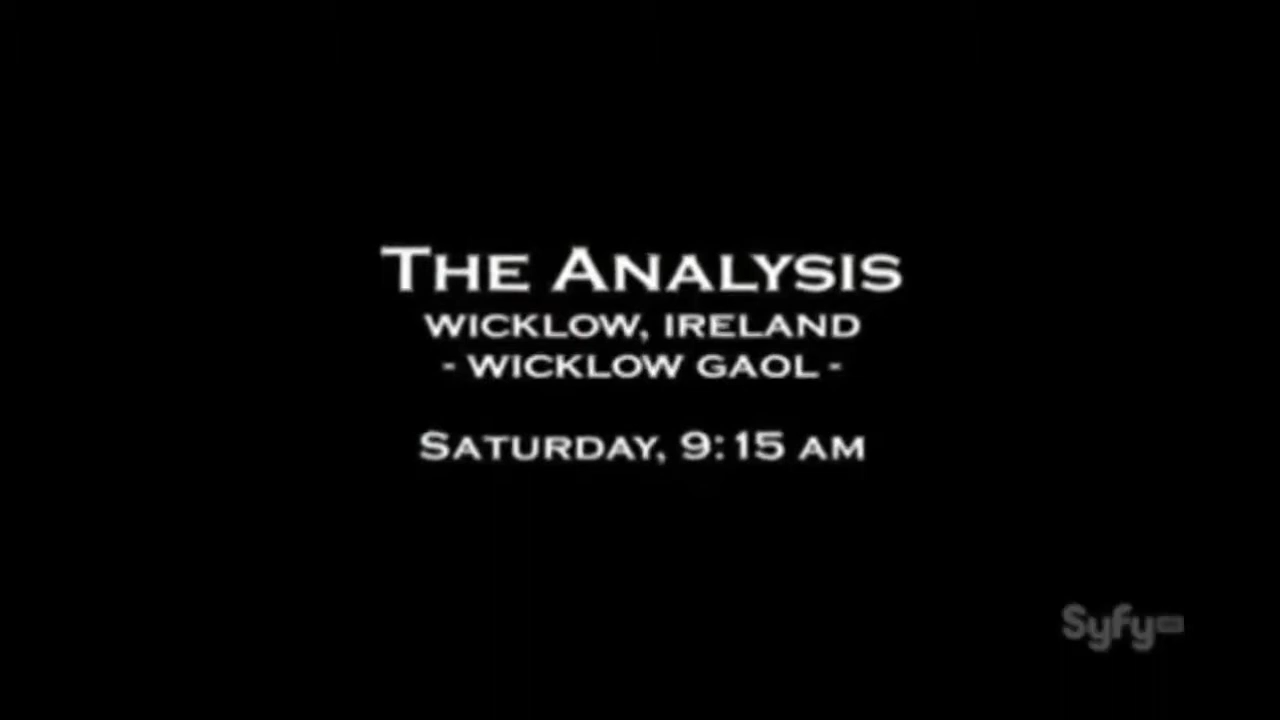 THE ANALYSIS
WICKLOW, IRELAND
- WICKLOW GAOL -
SATURDAY, 9:15 AM
Syfy